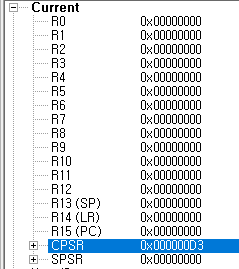 Current
R0 0x00000000
R1 0x00000000
R2 0x00000000
R3 0x00000000
R4 0x00000000
R5 0x00000000
R6 0x00000000
R7 0x00000000
R8 0x00000000
R9 0x00000000
R10 0x00000000
R11 0x00000000
R12 0x00000000
R13 (SP) 0x00000000
R14 (LR) 0x00000000
R15 (PC) 0x00000000
CPSR 0x000000D3
SPSR 0x00000000